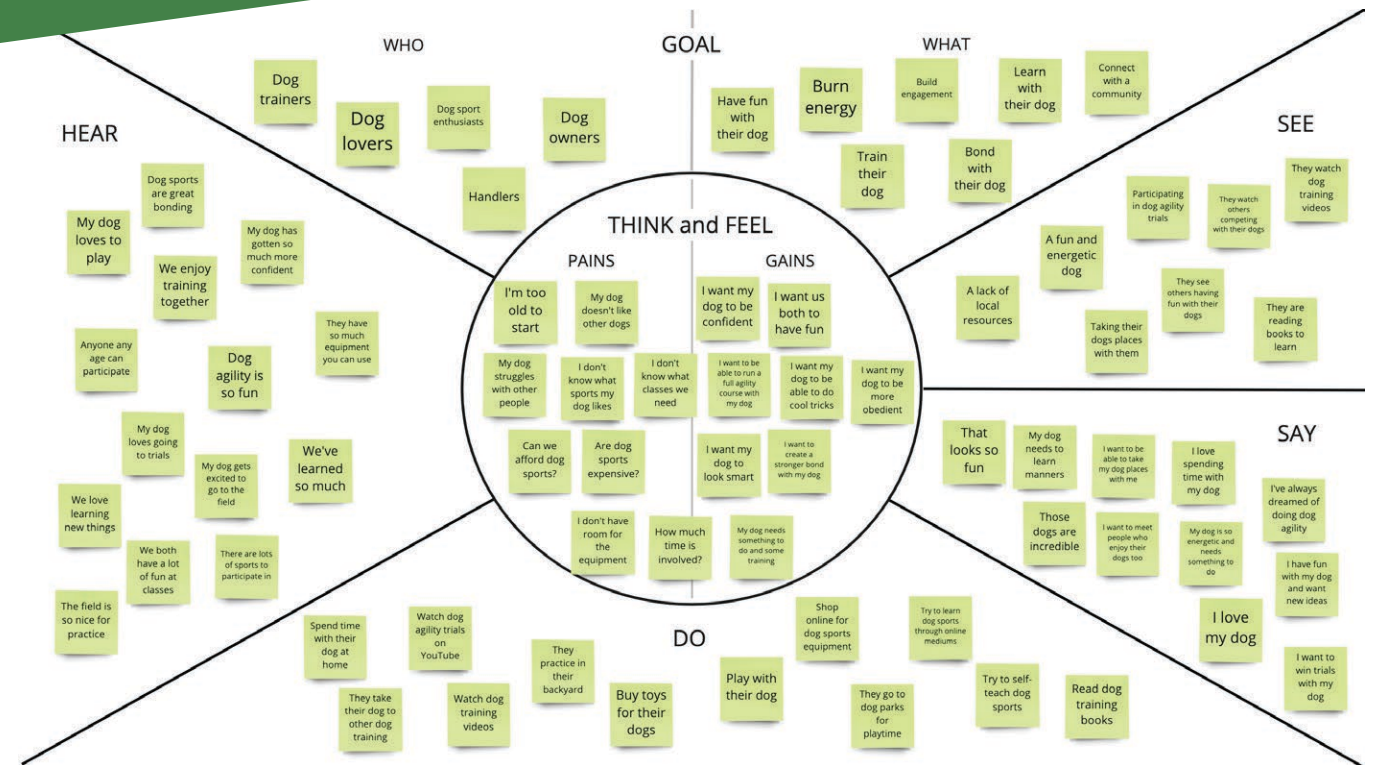 WHO
GOAL
WHAT
Dog
trainers
Dog
lovers
Dog sport
enthusiasts
Dog
owners
Handlers
Have fun
with
their dog
Burn
energy
Build
engagement
Learn
with
their dog
Connect
with a
community
Train
their
dog
Bond
with
their dog
HEAR
Dog sports
are great
bonding
My dog
loves to
play
My dog has
gotten so
much more
confident
We enjoy
training
together
They have
so much
equipment
you can use
Anyone any
age can
participate
Dog
agility is
so fun
My dog
loves going
to trials
My dog gets
excited to
go to the
field
We've
learned
so much
We love
learning
new things
We both
have a lot
of fun at
classes
There are lots
of sports to
participate in
The field is
so nice for
practice
THINK and FEEL
PAINS
GAINS
I'm too
old to
start
My dog
doesn't like
other dogs
I want my
dog to be
confident
I want us
both to
have fun
My dog
struggles
with other
people
I don't
know what
sports my
dog likes
I don't
know what
classes we
need
I want to be
able to run a
full agility
course with
my dog
I want my
dog to be
able to do
cool tricks
I want my
dog to be
more
obedient
Can we
afford dog
sports?
Are dog
sports
expensive?
I want my
dog to
look smart
I want to
create a
stronger bond
with my dog
I don't have
room for
the
equipment
How much
time is
involved?
My dog needs
something to
do and some
training
SEE
They watch
dog
training
videos
Participating
in dog agility
trials
They watch
others
competing
with their dogs
A fun and
energetic
dog
They see
others having
fun with their
dogs
A lack of
local
resources
Taking their
dogs places
with them
They are
reading
books to
learn
SAY
That
looks so
fun
My dog
needs to
learn
manners
I want to be
able to take
my dog places
with me
I love
spending
time with
my dog
I've always
dreamed of
doing dog
agility
Those
dogs are
incredible
I want to meet
people who
enjoy their
dogs too
My dog is so
energetic and
needs
something to
do
I have fun
with my dog
and want
new ideas
I love
my dog
I want to
win trials
with my
dog
DO
Spend time
with their
dog at
home
Watch dog
agility trials
on
YouTube
They
practice in
their
backyard
Shop
online for
dog sports
equipment
Try to learn
dog sports
through online
mediums
They take
their dog to
other dog
training
Watch dog
training
videos
Buy toys
for their
dogs
Play with
their dog
They go to
dog parks
for
playtime
Try to self-
teach dog
sports
Read dog
training
books